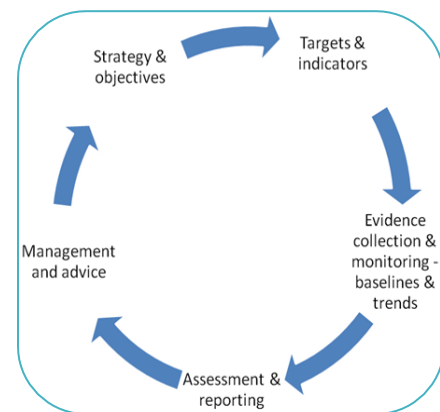 Strategy &
objectives
Targets &
indicators
Evidence
collection &
monitoring -
baselines &
trends
Assessment &
reporting
Management
and advice